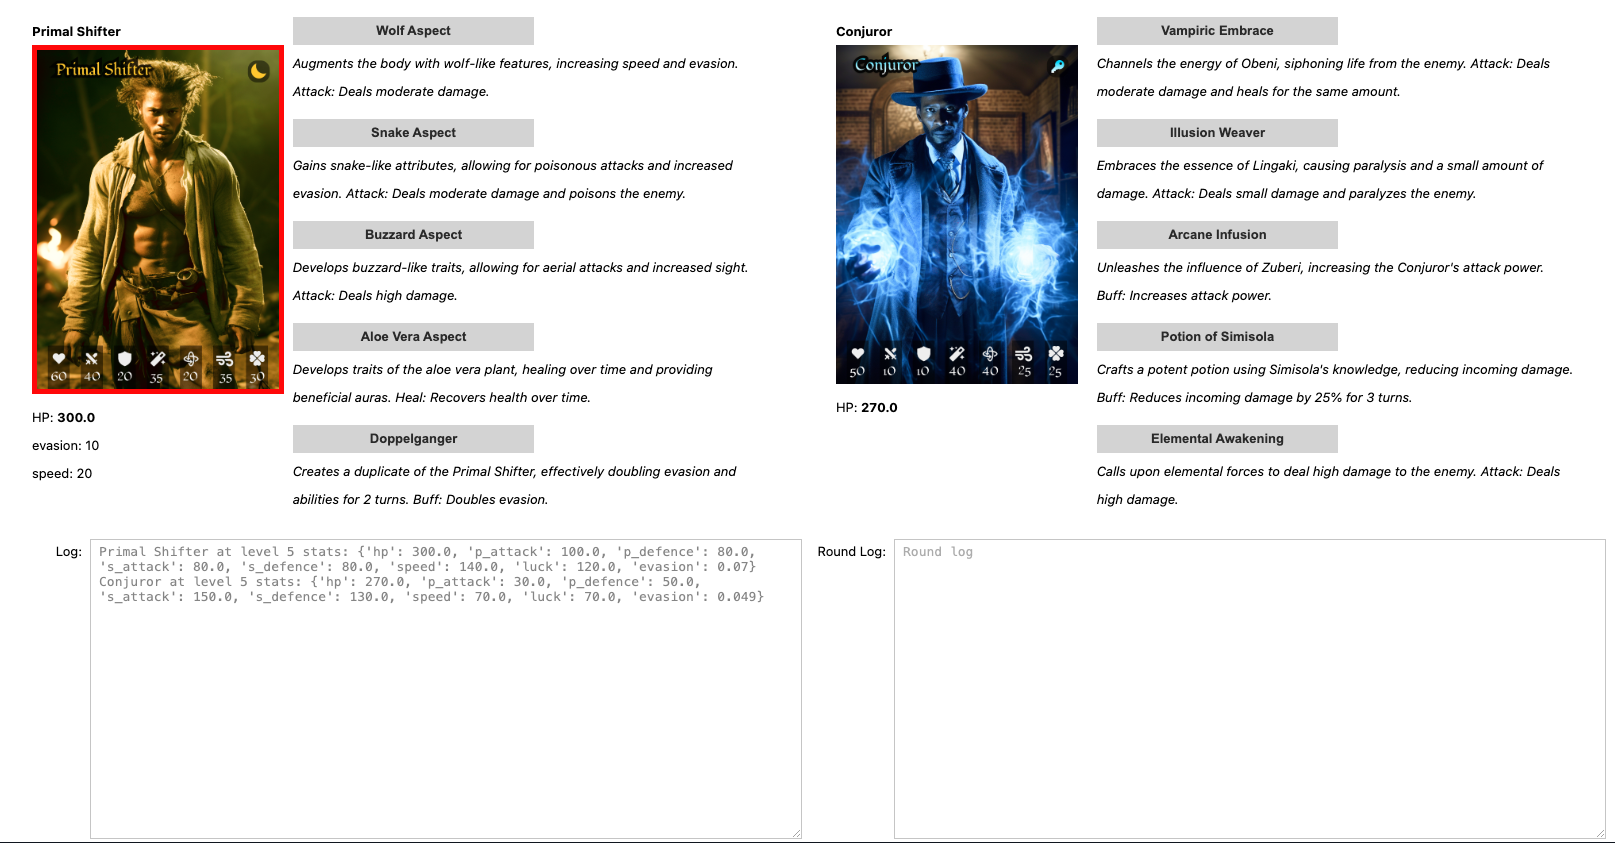 Primal Shifter
Primal Shifter
60 40 20 35 20 35 30
HP: 300.0
evasion: 10
speed: 20
Wolf Aspect
Augments the body with wolf-like features, increasing speed and evasion.
Attack: Deals moderate damage.
Snake Aspect
Gains snake-like attributes, allowing for poisonous attacks and increased
evasion. Attack: Deals moderate damage and poisons the enemy.
Buzzard Aspect
Develops buzzard-like traits, allowing for aerial attacks and increased sight.
Attack: Deals high damage.
Aloe Vera Aspect
Develops traits of the aloe vera plant, healing over time and providing
beneficial auras. Heal: Recovers health over time.
Doppelganger
Creates a duplicate of the Primal Shifter, effectively doubling evasion and
abilities for 2 turns. Buff: Doubles evasion.
Conjuror
Conjuror
50 10 10 40 40 25 25
HP: 270.0
Vampiric Embrace
Channels the energy of Obeni, siphoning life from the enemy. Attack: Deals
moderate damage and heals for the same amount.
Illusion Weaver
Embraces the essence of Lingaki, causing paralysis and a small amount of
damage. Attack: Deals small damage and paralyzes the enemy.
Arcane Infusion
Unleashes the influence of Zuberi, increasing the Conjuror's attack power.
Buff: Increases attack power.
Potion of Simisola
Crafts a potent potion using Simisola's knowledge, reducing incoming damage.
Buff: Reduces incoming damage by 25% for 3 turns.
Elemental Awakening
Calls upon elemental forces to deal high damage to the enemy. Attack: Deals
high damage.
Log:
Primal Shifter at level 5 stats: {'hp': 300.0, 'p_attack': 100.0, 'p_defence': 80.0,
's_attack': 80.0, 's_defence': 80.0, 'speed': 140.0, 'luck': 120.0, 'evasion': 0.07}
Conjuror at level 5 stats: {'hp': 270.0, 'p_attack': 30.0, 'p_defence': 50.0,
's_attack': 150.0, 's_defence': 130.0, 'speed': 70.0, 'luck': 70.0, 'evasion': 0.049}
Round Log:
Round log